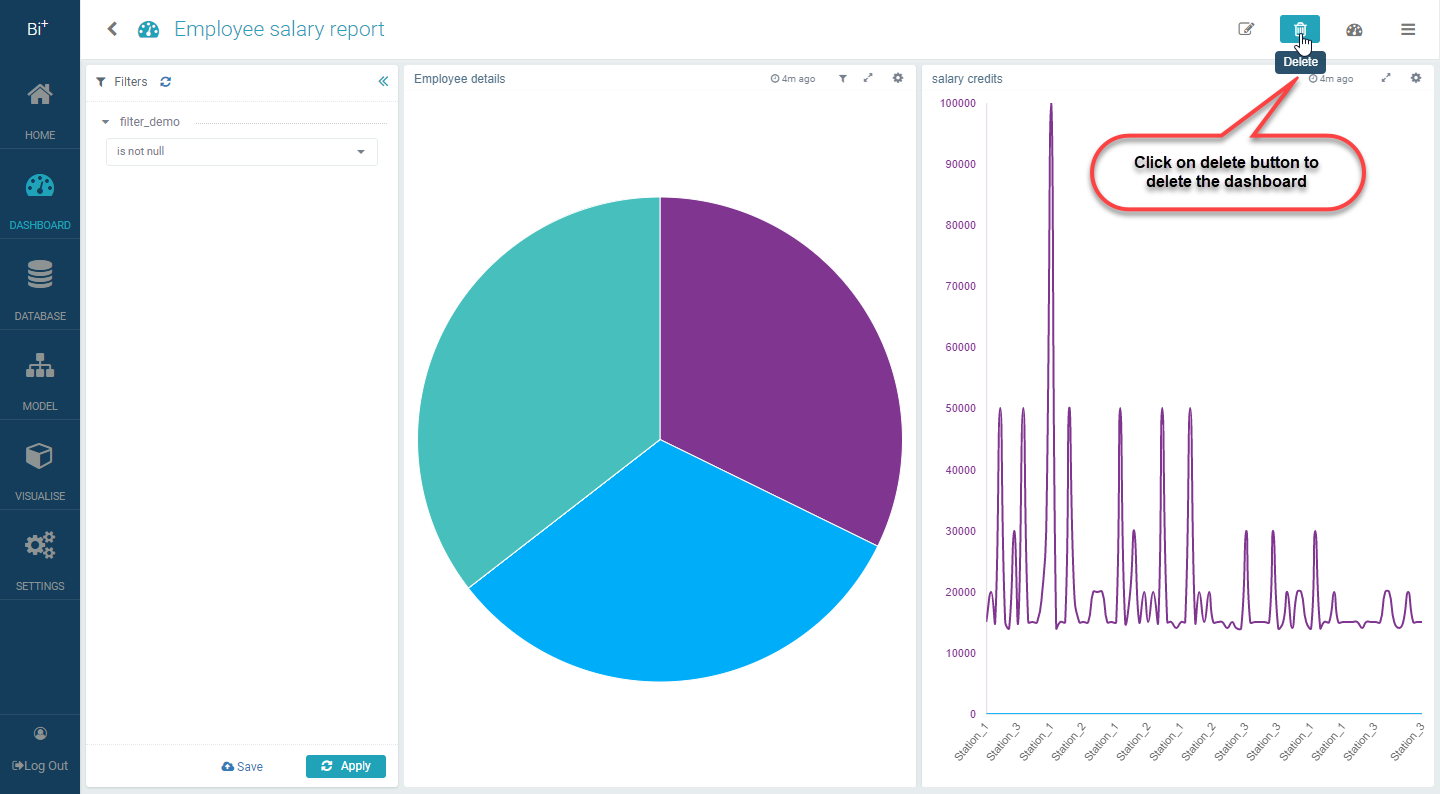 Bi+
Employee salary report
Delete
HOME
DASHBOARD
DATABASE
MODEL
VISUALISE
SETTINGS
Log Out
Filters
filter_demo
is not null
Save
Apply
Employee details
4m ago
salary credits
4m ago
Click on delete button to
delete the dashboard
100000
90000
80000
70000
60000
50000
40000
30000
20000
10000
0
Station_1
Station_3
Station_1
Station_2
Station_1
Station_2
Station_1
Station_2
Station_3
Station_3
Station_1
Station_1
Station_3
Station_3